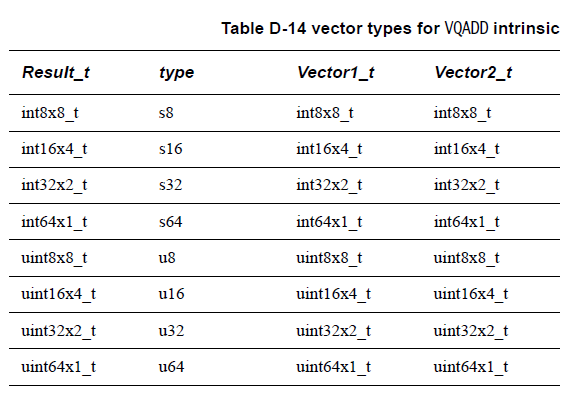 Table D-14 vector types for VQADD intrinsic
Result_t type Vector1_t Vector2_t
int8x8_t s8 int8x8_t int8x8_t
int16x4_t s16 int16x4_t int16x4_t
int32x2_t s32 int32x2_t int32x2_t
int64x1_t s64 int64x1_t int64x1_t
uint8x8_t u8 uint8x8_t uint8x8_t
uint16x4_t u16 uint16x4_t uint16x4_t
uint32x2_t u32 uint32x2_t uint32x2_t
uint64x1_t u64 uint64x1_t uint64x1_t